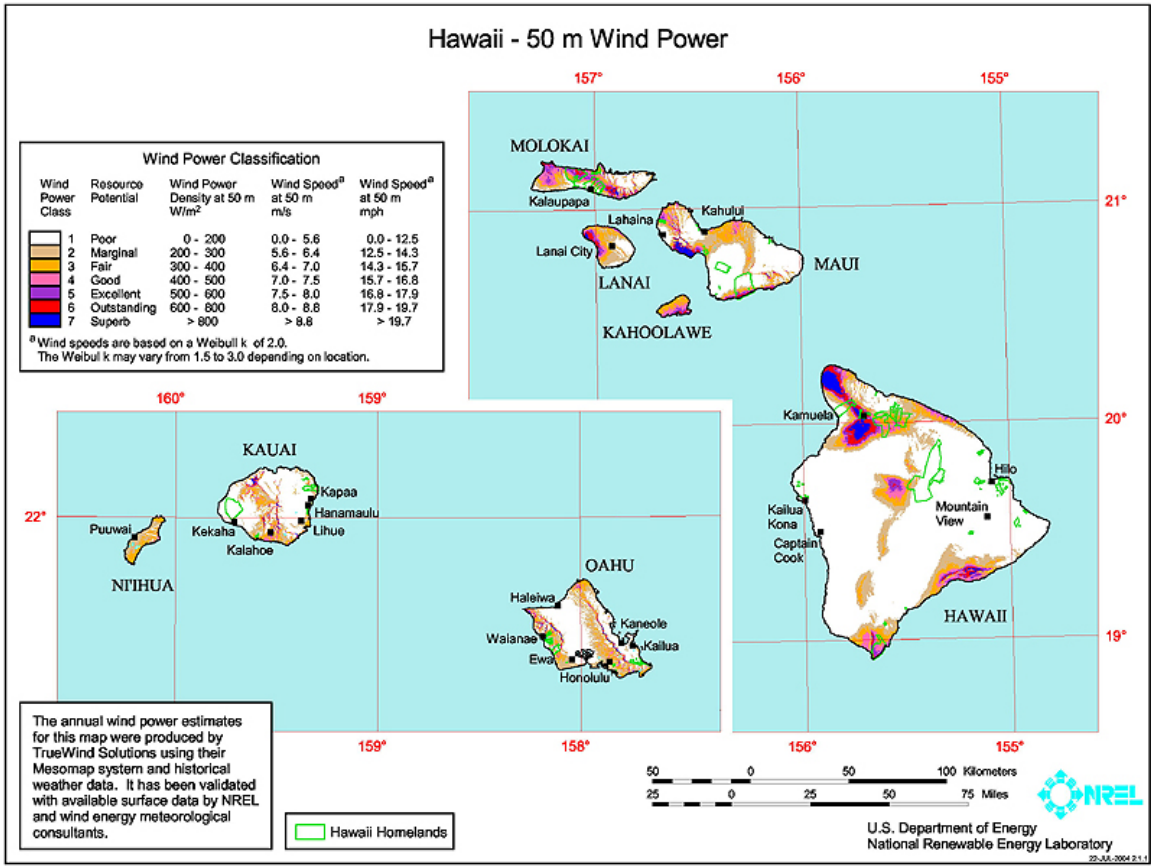 Hawaii - 50 m Wind Power
157°
156°
155°
MOLOKAI
Kalaupapa
21°
Lahaina
Kahului
Lanai City
LANAI
MAUI
KAHOOLAWE
Wind Power Classification
Wind Power Class
Resource Potential
Wind Power Density at 50 m W/m2
Wind Speed a at 50 m m/s
Wind Speed a at 50 m mph
1 Poor 0 - 200 0.0 - 5.6 0.0 - 12.5
2 Marginal 200 - 300 5.6 - 6.4 12.5 - 14.3
3 Fair 300 - 400 6.4 - 7.0 14.3 - 15.7
4 Good 400 - 500 7.0 - 7.5 15.7 - 16.8
5 Excellent 500 - 600 7.5 - 8.0 16.8 - 17.9
6 Outstanding 600 - 800 8.0 - 8.8 17.9 - 19.7
7 Superb > 800 > 8.8 > 19.7
a Wind speeds are based on a Weibull k of 2.0.
The Weibul k may vary from 1.5 to 3.0 depending on location.
160°
159°
KAUAI
Kapaa
Hanamaulu
22°
Puuwai
Kekaha
Lihue
Kalahoe
NI'IHUA
OAHU
Haleiwa
Kaneole
Waianae
Kailua
Ewa
Honolulu
159°
158°
Kamuela
20°
Hilo
Kailua
Kona
Mountain
View
Captain
Cook
HAWAII
19°
156°
155°
The annual wind power estimates
for this map were produced by
TrueWind Solutions using their
Mesomap system and historical
weather data. It has been validated
with available surface data by NREL
and wind energy meteorological
consultants.
Hawaii Homelands
50 0 50 100 Kilometers
25 0 25 50 75 Miles
NREL
U.S. Department of Energy
National Renewable Energy Laboratory
22-JUL-2004 2.1.1